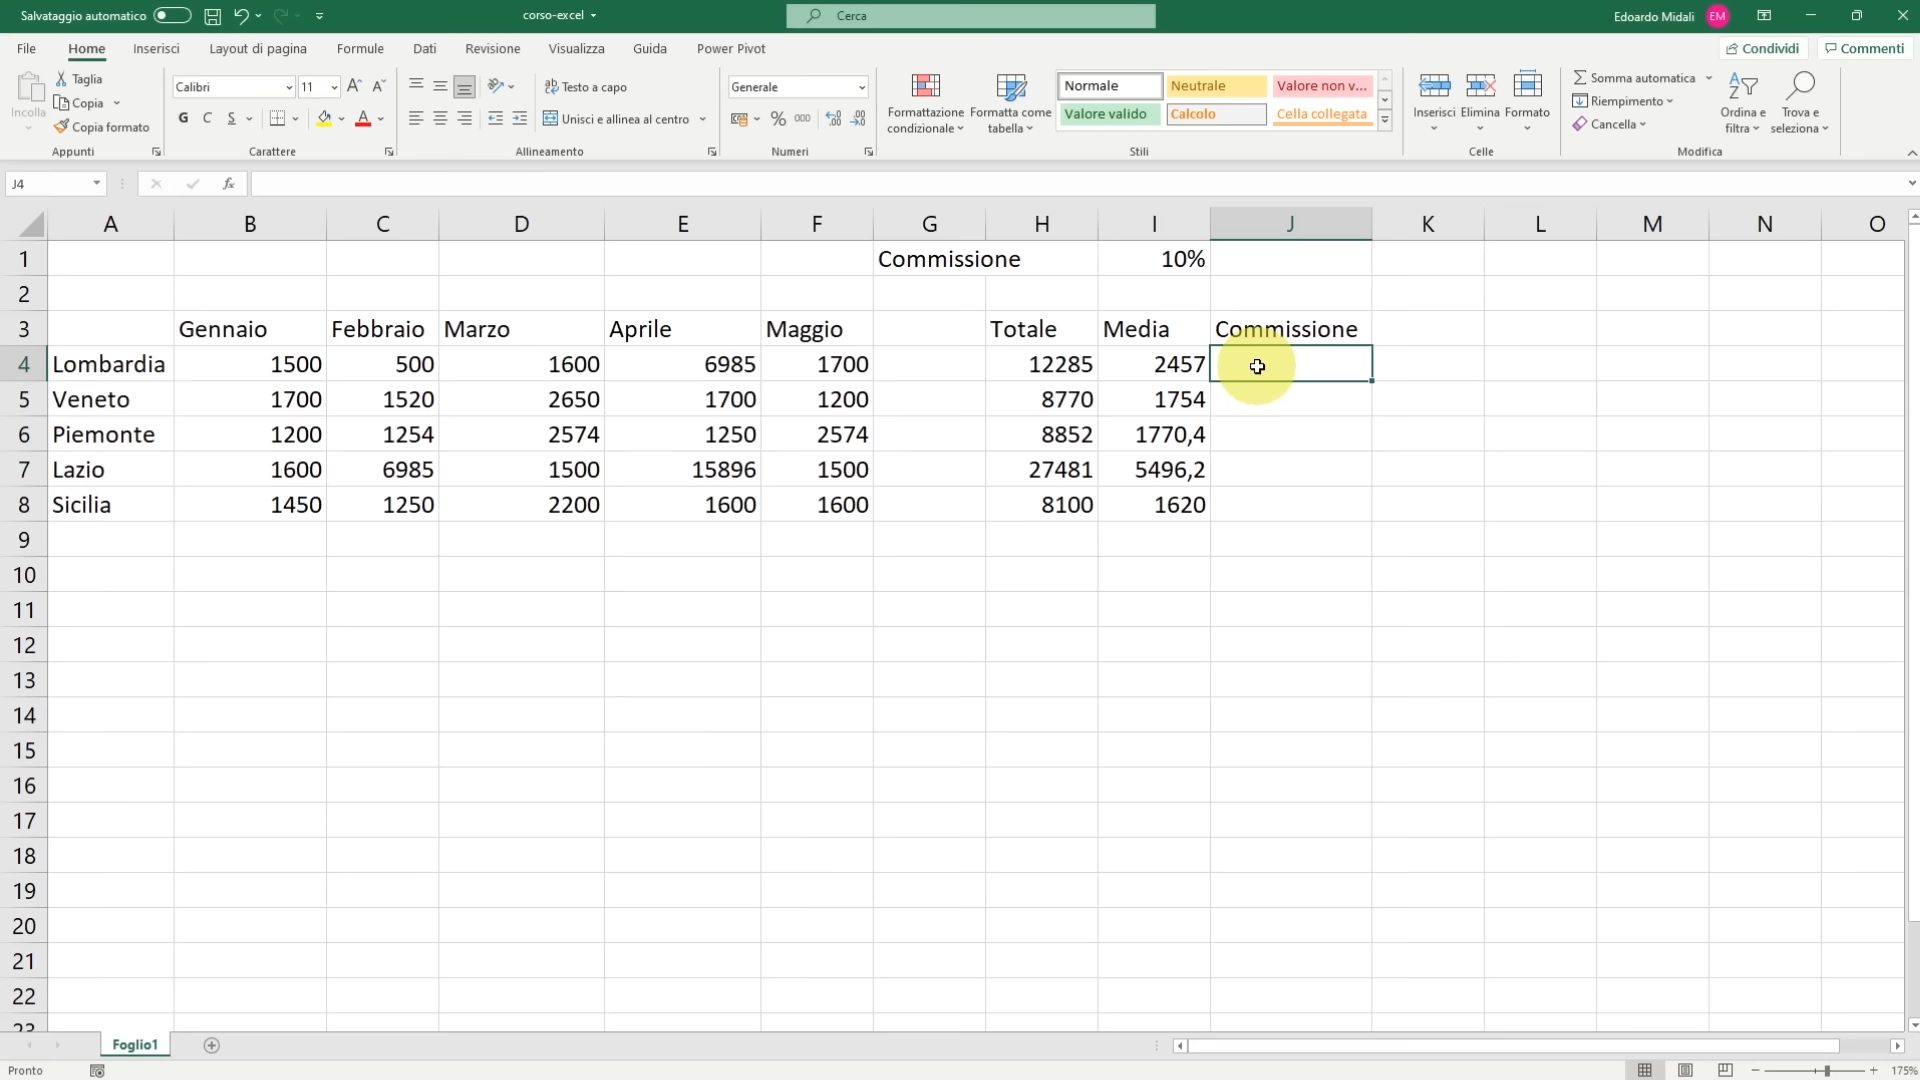 Salvataggio automatico
corso-excel
Cerca
Edoardo Midali
EM
File Home Inserisci Layout di pagina Formule Dati Revisione Visualizza Guida Power Pivot
Condividi Commenti
Incolla
Taglia
Copia
Copia formato
Appunti
Calibri 11
G C S
Carattere
Testo a capo
Unisci e allinea al centro
Allineamento
Generale
% 000
Numeri
Formattazione condizionale
Formatta come tabella
Normale Neutrale Valore non v...
Valore valido Calcolo Cella collegata
Stili
Inserisci Elimina Formato
Celle
Somma automatica
Riempimento
Cancella
Ordina e filtra
Trova e seleziona
Modifica
J4
fx
A B C D E F G H I J K L M N O
1 Commissione 10%
2
3 Gennaio Febbraio Marzo Aprile Maggio Totale Media Commissione
4 Lombardia 1500 500 1600 6985 1700 12285 2457
5 Veneto 1700 1520 2650 1700 1200 8770 1754
6 Piemonte 1200 1254 2574 1250 2574 8852 1770,4
7 Lazio 1600 6985 1500 15896 1500 27481 5496,2
8 Sicilia 1450 1250 2200 1600 1600 8100 1620
9
10
11
12
13
14
15
16
17
18
19
20
21
22
23
Foglio1
Pronto
175%